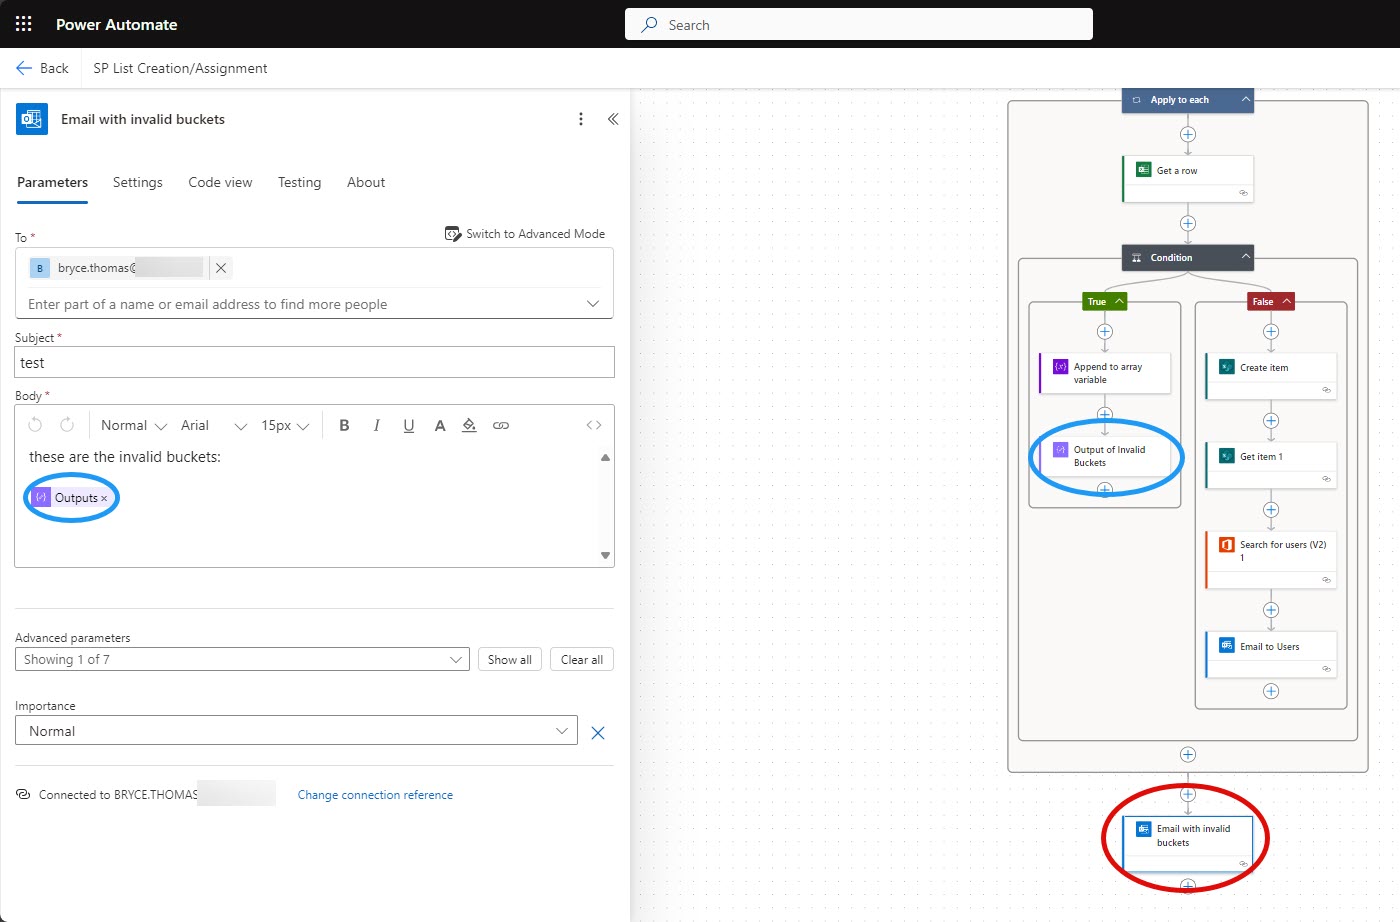 Power Automate
Search
Back
SP List Creation/Assignment
Email with invalid buckets
Parameters
Settings
Code view
Testing
About
To *
Switch to Advanced Mode
B
bryce.thomas@
Enter part of a name or email address to find more people
Subject *
test
Body *
Normal
Arial
15px
B
I
U
A
these are the invalid buckets:
Outputs ×
Advanced parameters
Showing 1 of 7
Show all
Clear all
Importance
Normal
Connected to BRYCE.THOMAS
Change connection reference
Apply to each
Get a row
Condition
True
Append to array
variable
Output of Invalid
Buckets
False
Create item
Get item 1
Search for users (V2)
1
Email to Users
Email with invalid
buckets